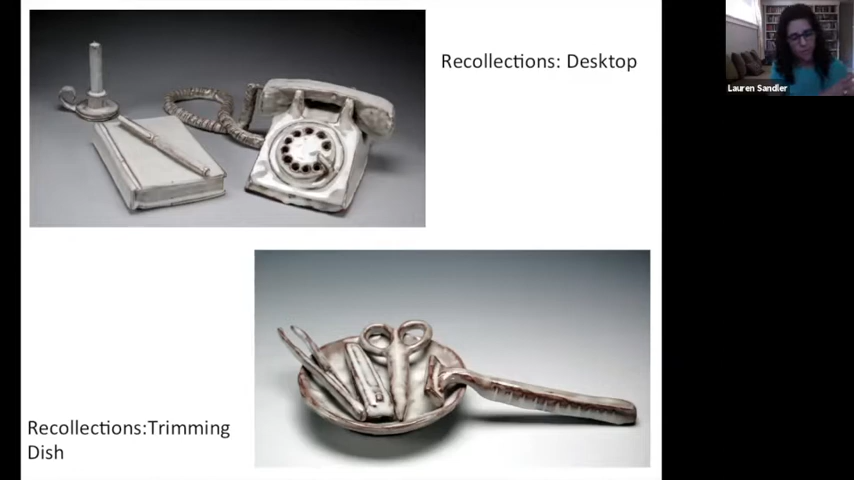 Recollections: Desktop
Lauren Sandler
Recollections:Trimming
Dish